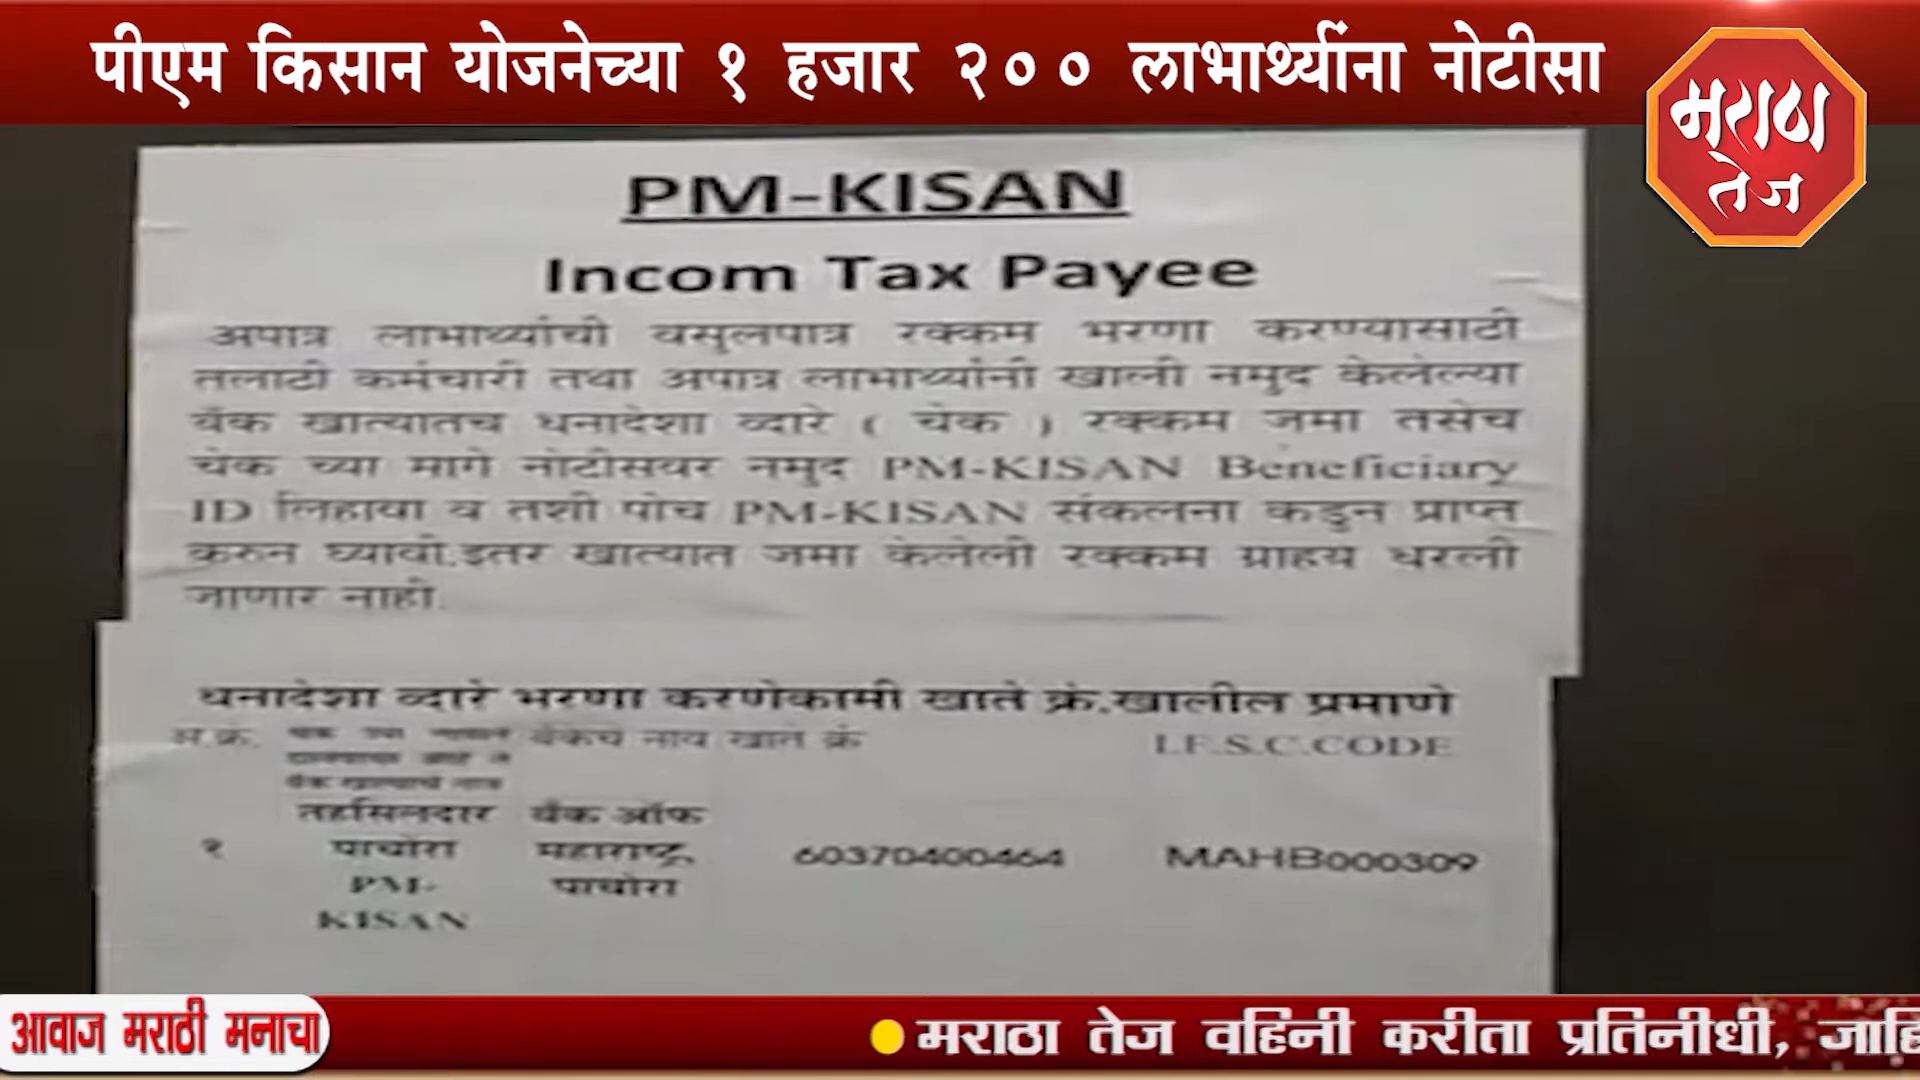 पीएम किसान योजनेच्या १ हजार २०० लाभार्थ्यींना नोटीसा
मराठा
तेज
PM-KISAN
Incom Tax Payee
अपात्र लाभार्थ्यांची वसुलपात्र रक्कम भरणा करण्यासाठी
तलाठी कर्मचारी तथा अपात्र लाभार्थ्यांनी खाली नमुद केलेल्या
बँक खात्यातच धनादेशा व्दारे ( चेक ) रक्कम जमा तसेच
चेक च्या मागे नोटीसवर नमुद PM-KISAN Beneficiary
ID लिहावा व तशी पोच PM-KISAN संकलना कडुन प्राप्त
करुन घ्यावी.इतर खात्यात जमा केलेली रक्कम ग्राहय धरली
जाणार नाही.
धनादेशा व्दारे भरणा करणेकामी खाते क्रं.खालील प्रमाणे
अ.क्रं. बँकेचे नाव खाते क्रं I.F.S.C.CODE
तहसिलदार बँक ऑफ
१ पाचोरा महाराष्ट्र 60370400464 MAHB000309
PM- पाचोरा
KISAN
आवाज मराठी मनाचा
मराठा तेज वहिनी करीता प्रतिनीधी, जाहि